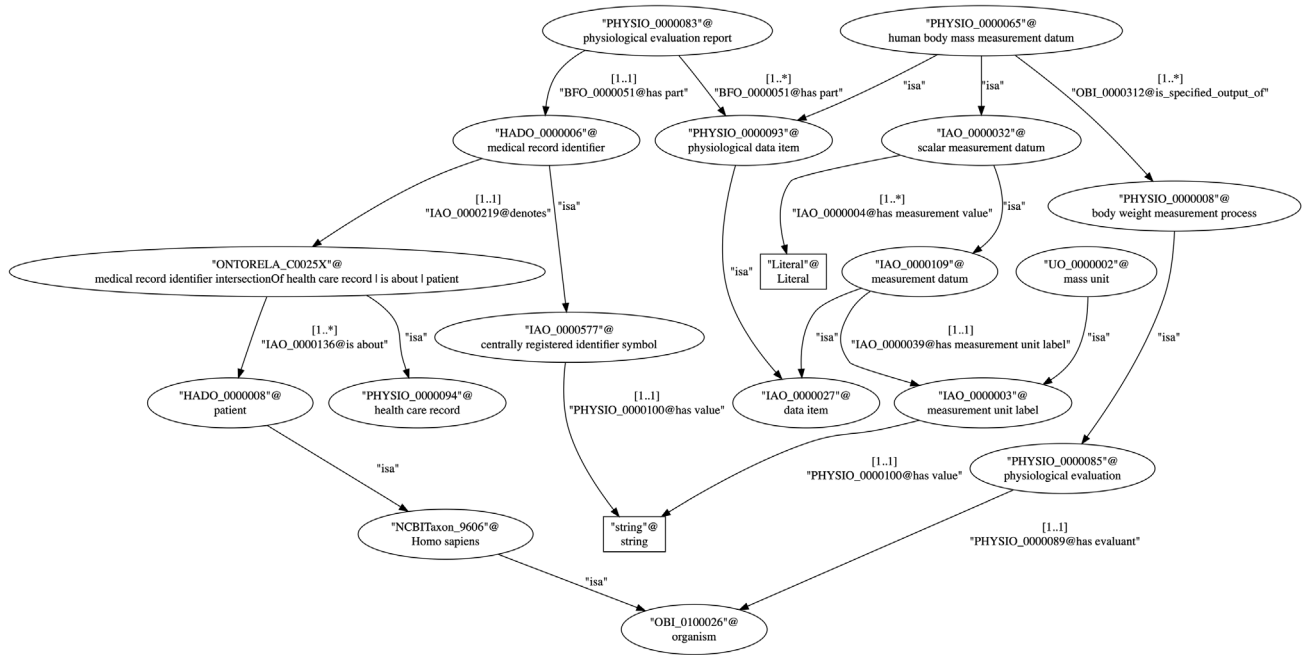 "PHYSIO_0000083"@
physiological evaluation report
"PHYSIO_0000065"@
human body mass measurement datum
[1..1]
"BFO_0000051@has part"
[1..*]
"BFO_0000051@has part"
"isa"
"isa"
[1..*]
"OBI_0000312@is_specified_output_of"
"HADO_0000006"@
medical record identifier
"PHYSIO_0000093"@
physiological data item
"IAO_0000032"@
scalar measurement datum
[1..1]
"IAO_0000219@denotes"
"isa"
[1..*]
"IAO_0000004@has measurement value"
"isa"
"PHYSIO_0000008"@
body weight measurement process
"ONTORELA_C0025X"@
medical record identifier intersectionOf health care record | is about | patient
"isa"
"Literal"@
Literal
"IAO_0000109"@
measurement datum
"UO_0000002"@
mass unit
[1..*]
"IAO_0000136@is about"
"isa"
"IAO_0000577"@
centrally registered identifier symbol
"isa"
[1..1]
"IAO_0000039@has measurement unit label"
"isa"
"isa"
"HADO_0000008"@
patient
"PHYSIO_0000094"@
health care record
[1..1]
"PHYSIO_0000100@has value"
"IAO_0000027"@
data item
"IAO_0000003"@
measurement unit label
"isa"
[1..1]
"PHYSIO_0000100@has value"
"PHYSIO_0000085"@
physiological evaluation
"NCBITaxon_9606"@
Homo sapiens
"string"@
string
[1..1]
"PHYSIO_0000089@has evaluant"
"isa"
"OBI_0100026"@
organism